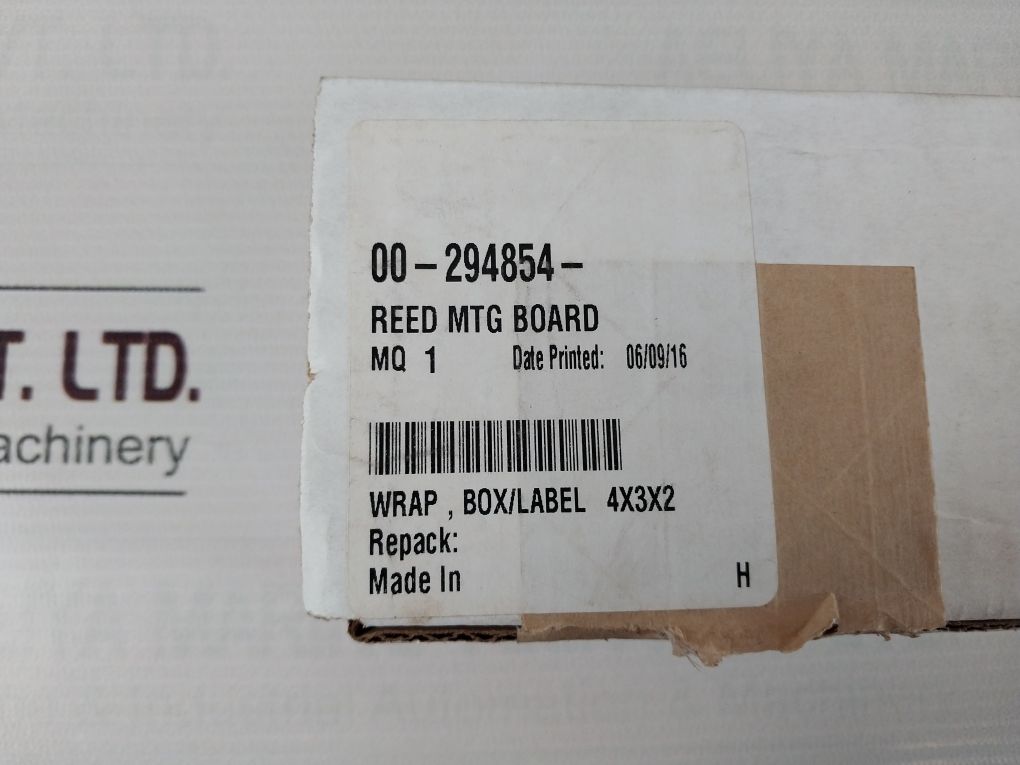 00-294854-
REED MTG BOARD
MQ 1 Date Printed: 06/09/16
WRAP , BOX/LABEL 4X3X2
Repack:
Made In H
T. LTD.
achinery